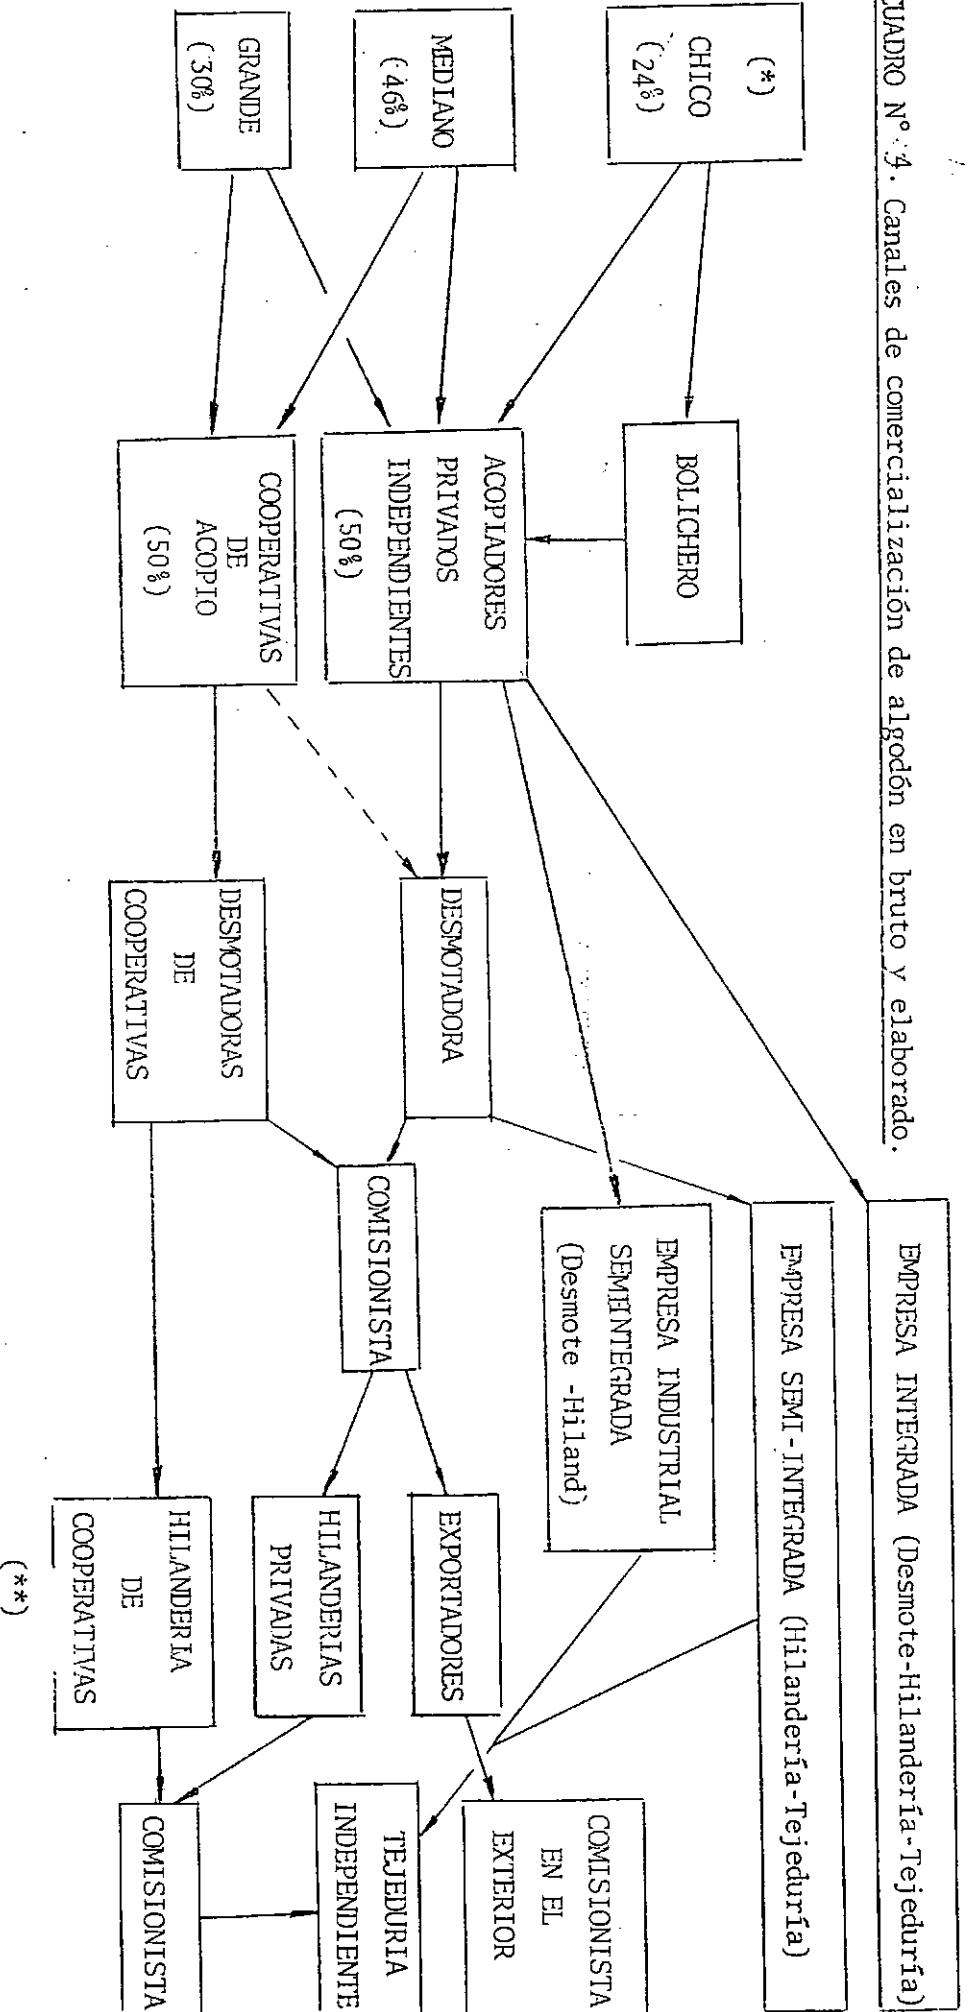 CUADRO N° 4. Canales de comercialización de algodón en bruto y elaborado.
(*)
CHICO
(24%)
MEDIANO
(46%)
GRANDE
(30%)
BOLICHERO
ACOPIADORES
PRIVADOS
INDEPENDIENTES
(50%)
COOPERATIVAS
DE
ACOPIO
(50%)
DESMOTADORA
DESMOTADORAS
DE
COOPERATIVAS
COMISIONISTA
EMPRESA INTEGRADA (Desmote-Hilandería-Tejeduría)
EMPRESA SEMI-INTEGRADA (Hilandería-Tejeduría)
EMPRESA INDUSTRIAL
SEMEINTEGRADA
(Desmote -Hiland)
EXPORTADORES
HILANDERIAS
PRIVADAS
HILANDERIA
DE
COOPERATIVAS
(**)
COMISIONISTA
EN EL
EXTERIOR
TEJEDURIA
INDEPENDIENTE
COMISIONISTA